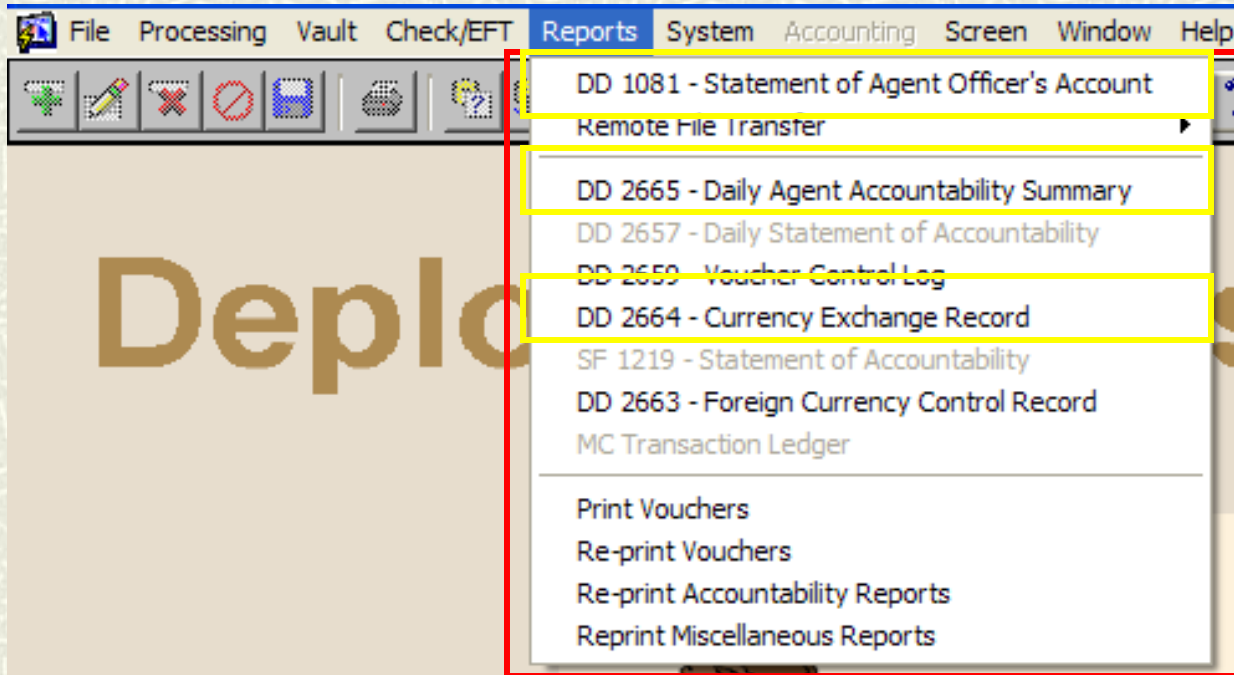 File Processing Vault Check/EFT Reports System Accounting Screen Window Help
DD 1081 - Statement of Agent Officer's Account
Remote File Transfer
DD 2665 - Daily Agent Accountability Summary
DD 2657 - Daily Statement of Accountability
DD 2659 - Voucher Control Log
DD 2664 - Currency Exchange Record
SF 1219 - Statement of Accountability
DD 2663 - Foreign Currency Control Record
MC Transaction Ledger
Print Vouchers
Re-print Vouchers
Re-print Accountability Reports
Reprint Miscellaneous Reports
Deplo